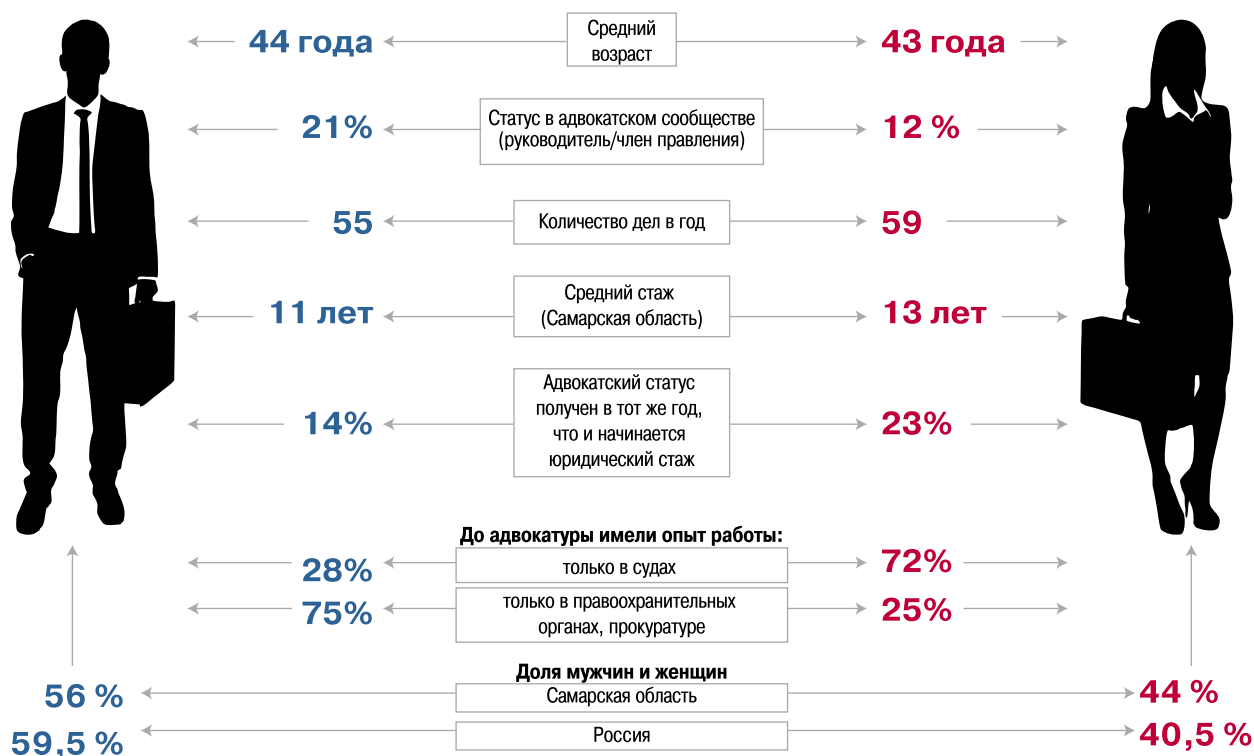 44 года
Средний
возраст
43 года
21%
Статус в адвокатском сообществе
(руководитель/член правления)
12 %
55
Количество дел в год
59
11 лет
Средний стаж
(Самарская область)
13 лет
14%
Адвокатский статус
получен в тот же год,
что и начинается
юридический стаж
23%
До адвокатуры имели опыт работы:
28%
только в судах
72%
75%
только в правоохранительных
органах, прокуратуре
25%
Доля мужчин и женщин
56 %
Самарская область
44 %
59,5 %
Россия
40,5 %